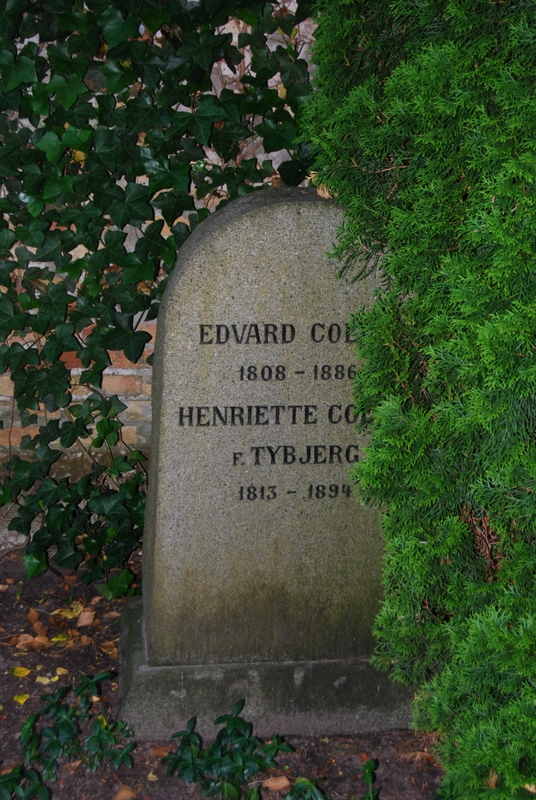 EDVARD
1808 - 1886
HENRIETTE
F. TYBJERG
1813 - 1894